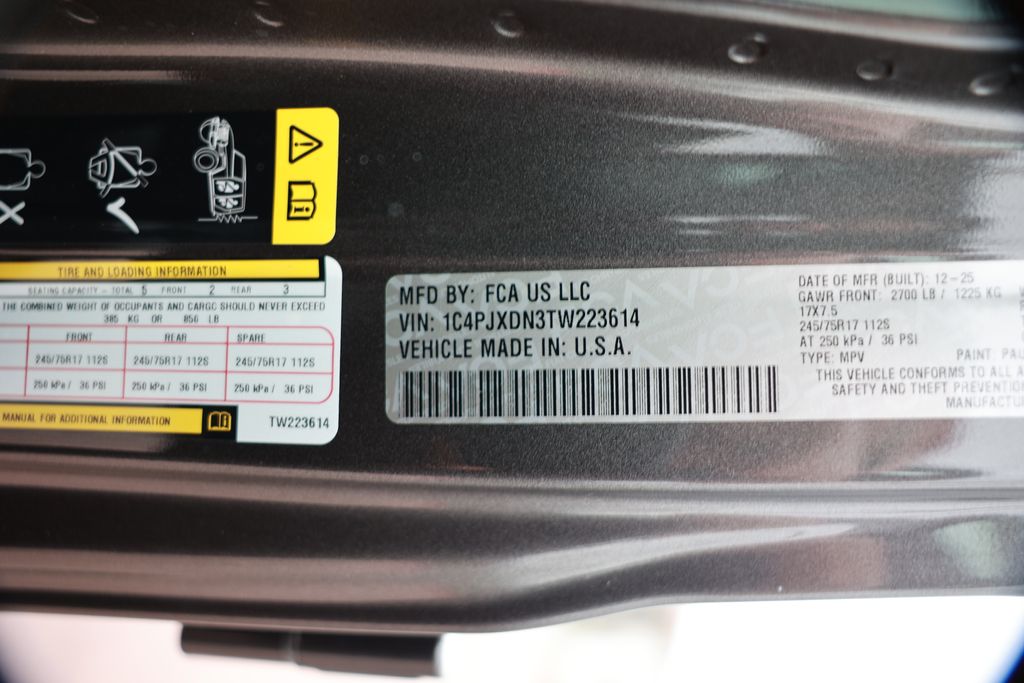 TIRE AND LOADING INFORMATION
SEATING CAPACITY - TOTAL 5 FRONT 2 REAR 3
THE COMBINED WEIGHT OF OCCUPANTS AND CARGO SHOULD NEVER EXCEED
385 KG OR 850 LB
FRONT REAR SPARE
245/75R17 112S 245/75R17 112S 245/75R17 112S
250 kPa / 36 PSI 250 kPa / 36 PSI 250 kPa / 36 PSI
MANUAL FOR ADDITIONAL INFORMATION
TW223614
MFD BY: FCA US LLC
VIN: 1C4PJXDN3TW223614
VEHICLE MADE IN: U.S.A.
DATE OF MFR (BUILT): 12-25
GAWR FRONT: 2700 LB / 1225 KG
17X7.5
245/75R17 112S
AT 250 kPa / 36 PSI
TYPE: MPV PAINT: PAU
THIS VEHICLE CONFORMS TO ALL
SAFETY AND THEFT PREVENTIO
MANUFACTU